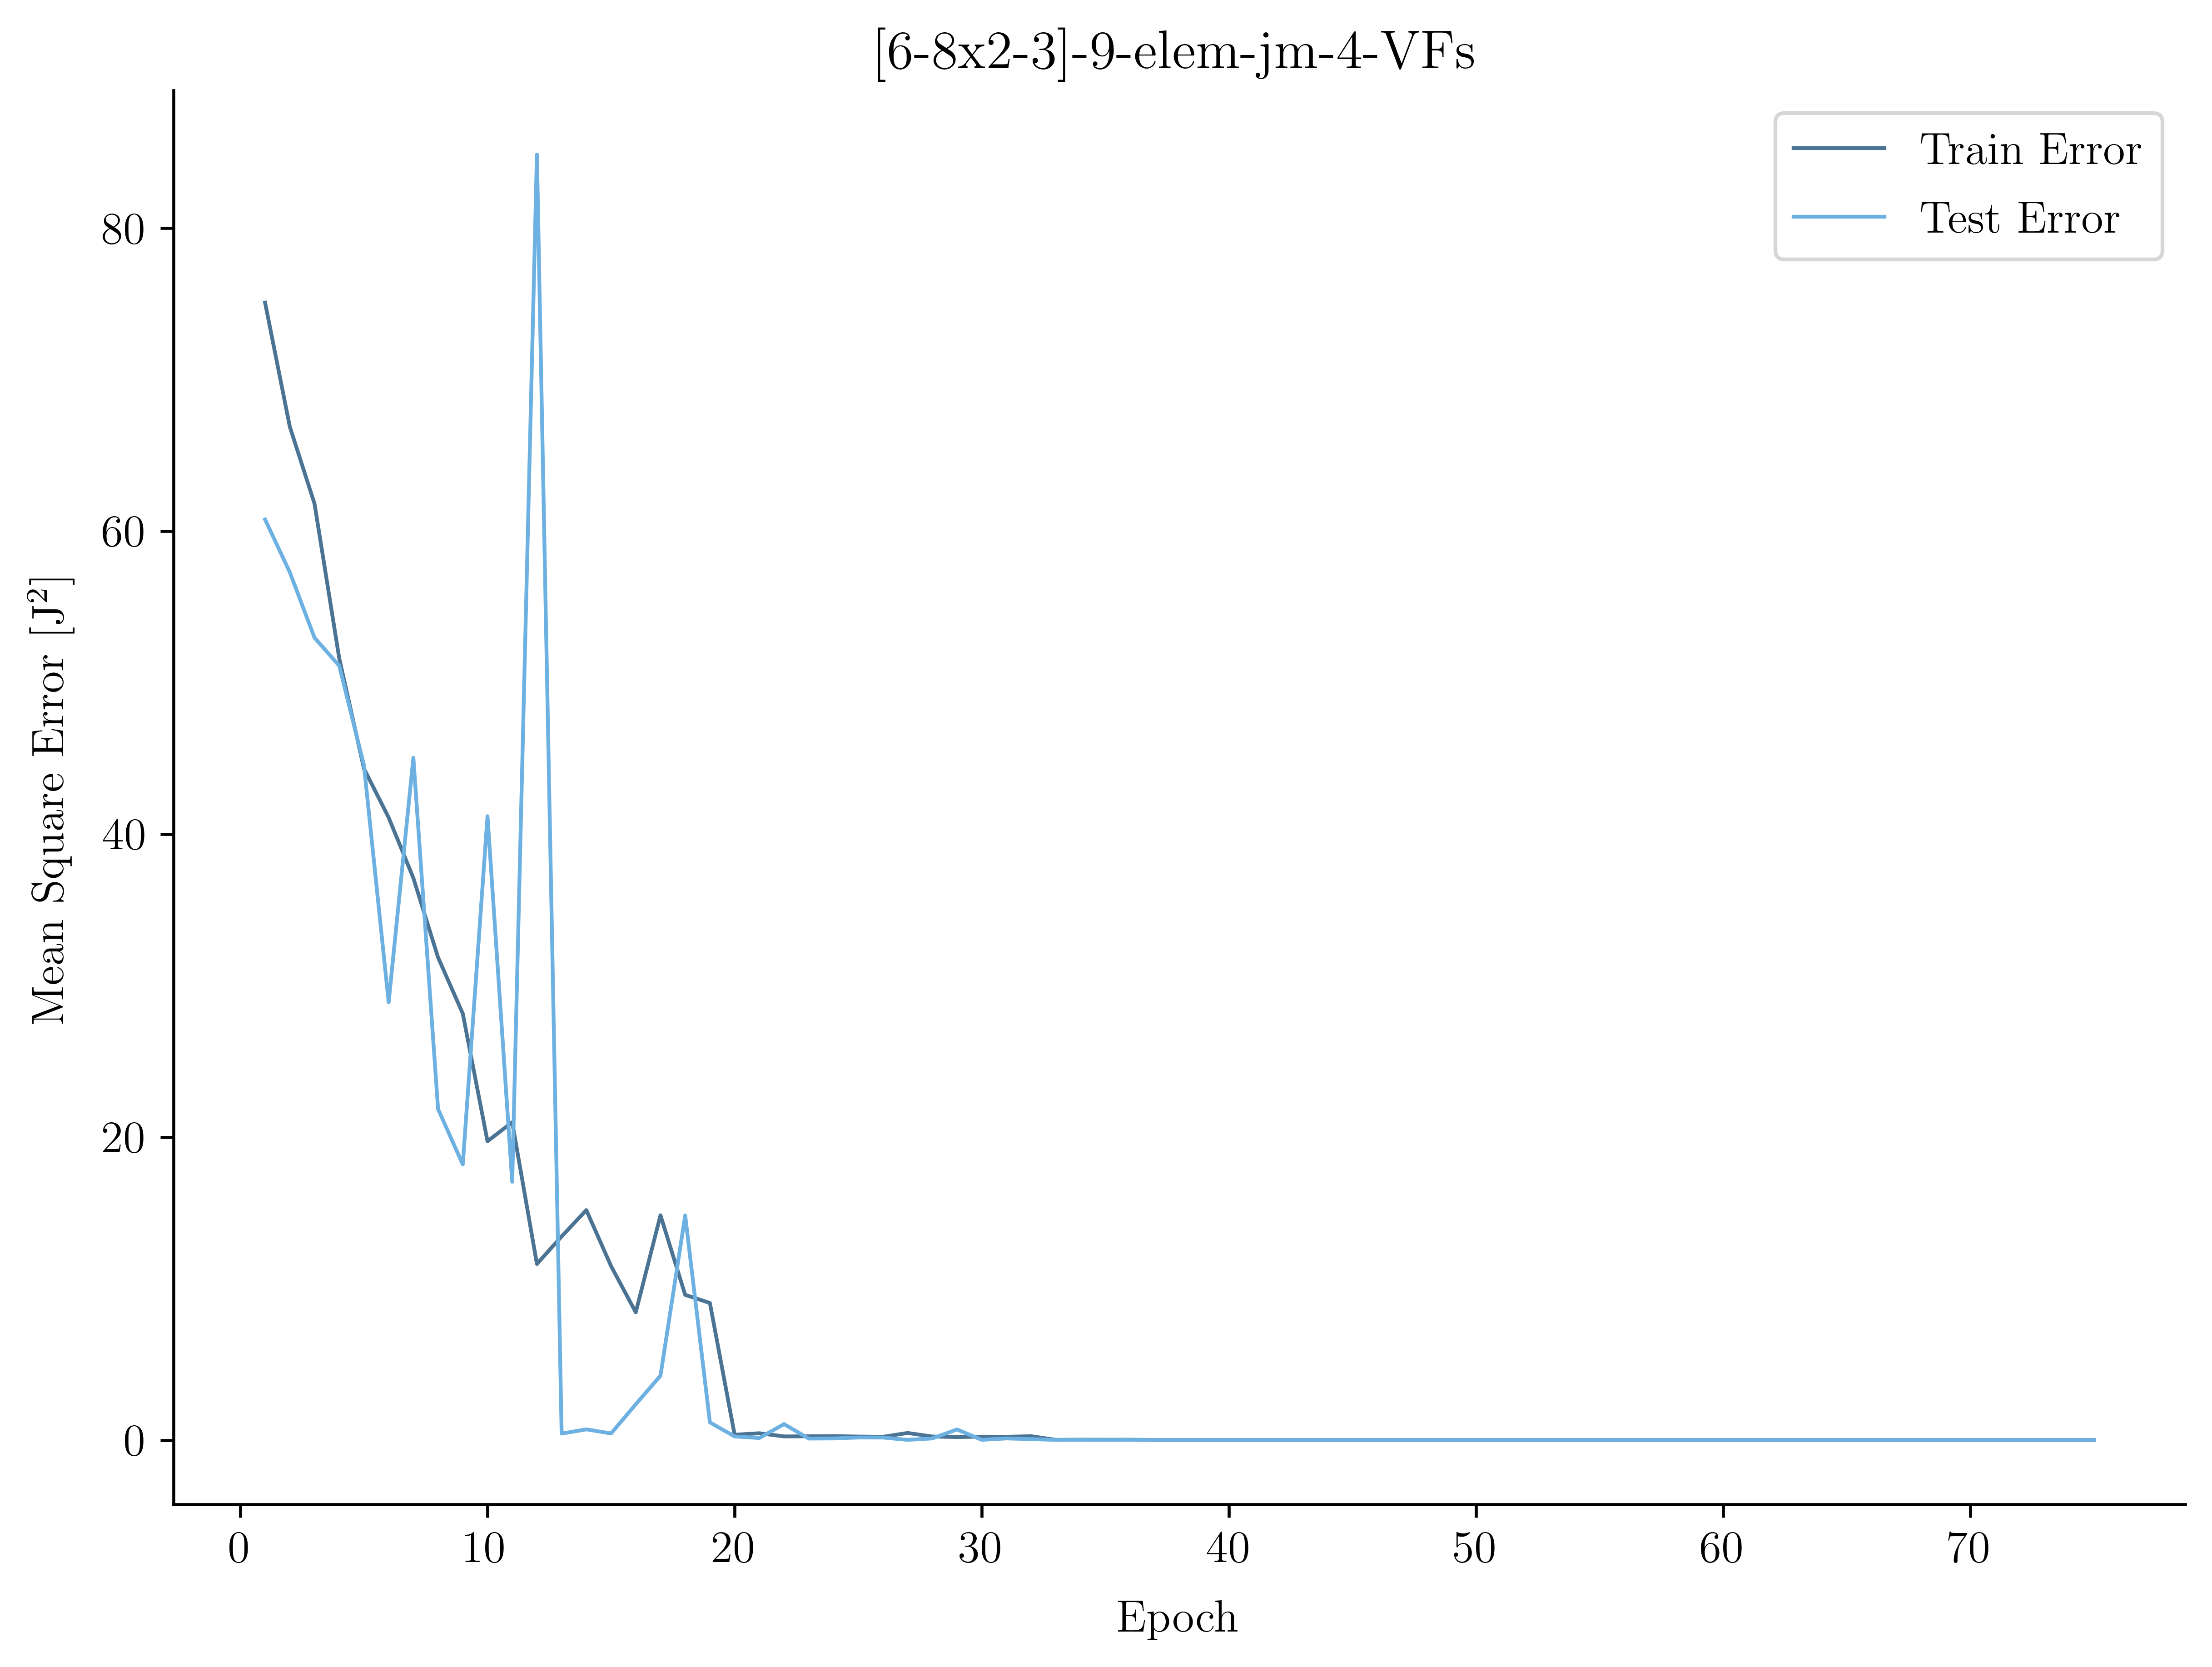 [6-8x2-3]-9-elem-jm-4-VFs
Train Error
Test Error
Mean Square Error [J²]
80
60
40
20
0
0 10 20 30 40 50 60 70
Epoch